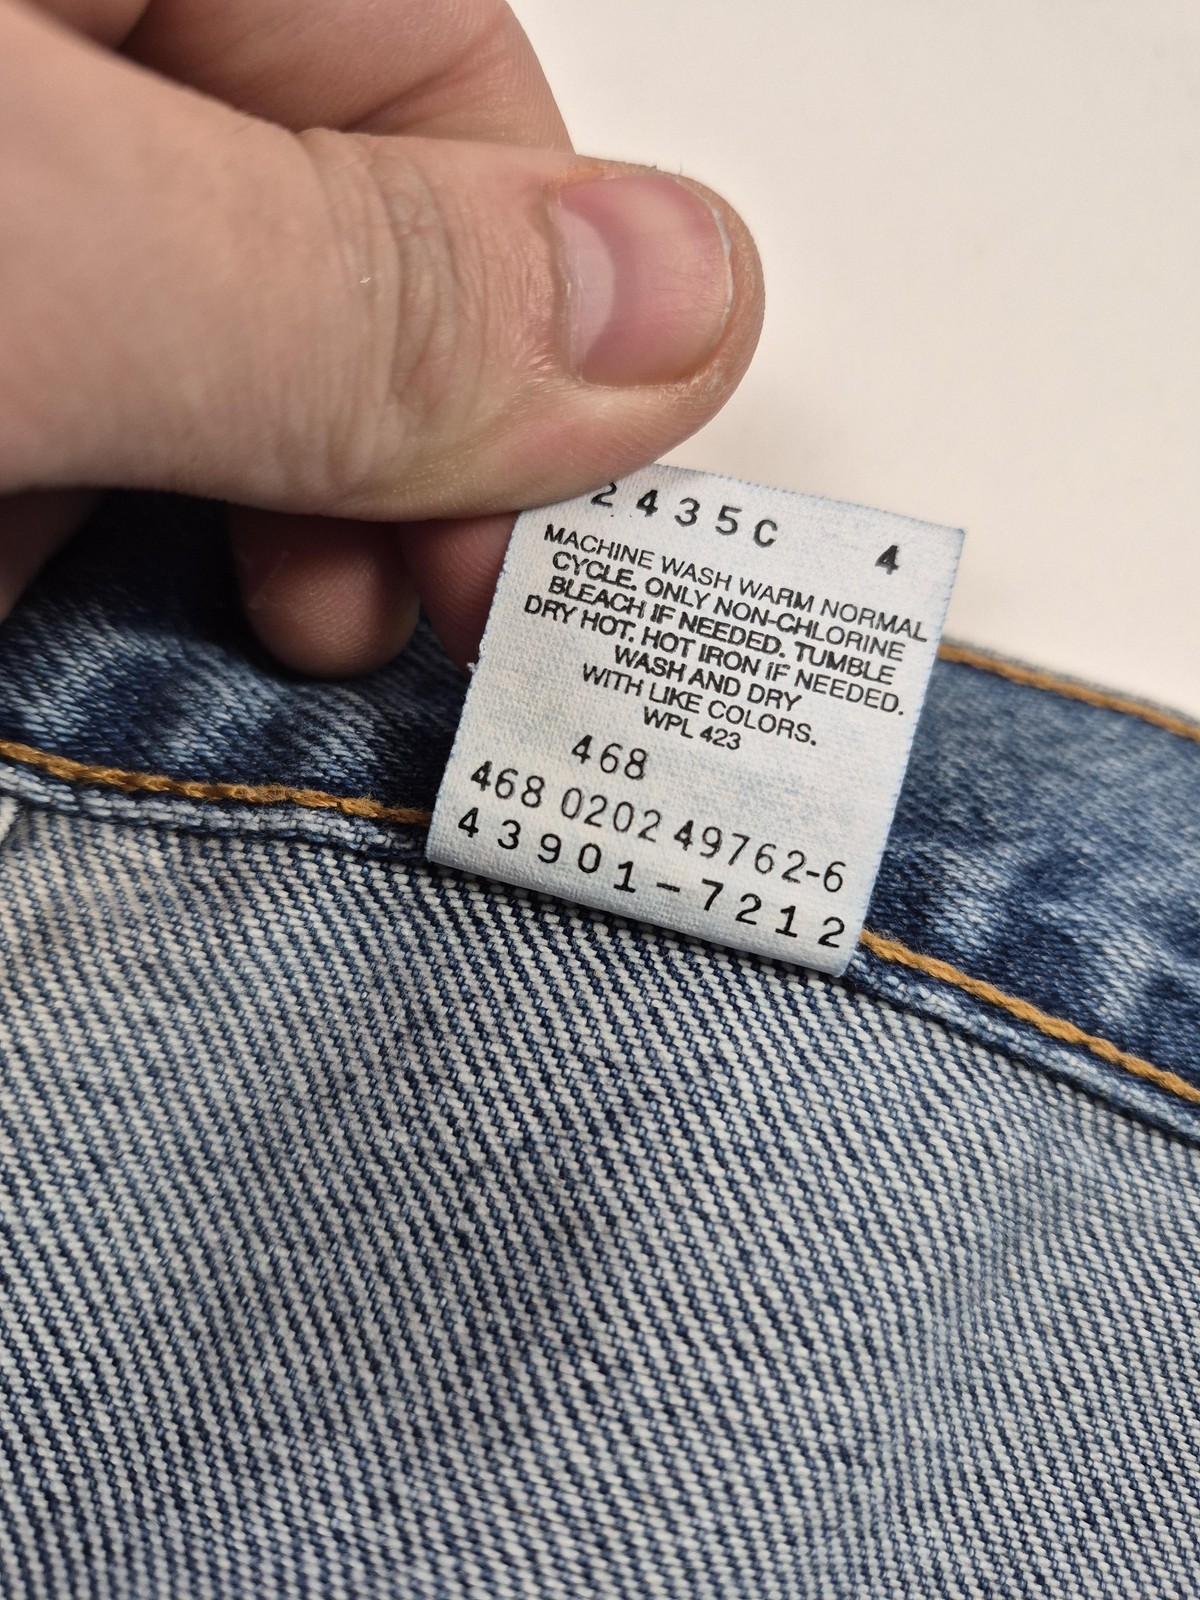 2435C 4
MACHINE WASH WARM NORMAL
CYCLE. ONLY NON-CHLORINE
BLEACH IF NEEDED. TUMBLE
DRY HOT. HOT IRON IF NEEDED.
WASH AND DRY
WITH LIKE COLORS.
WPL 423
468
468 0202 49762-6
43901-7212